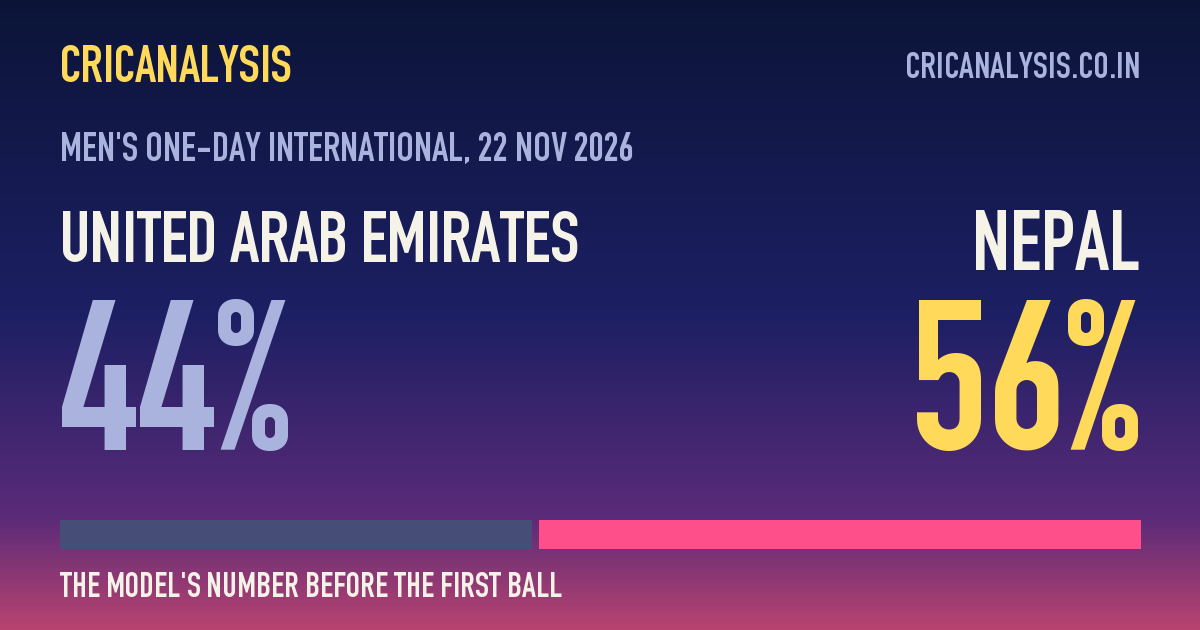 CRICANALYSIS
CRICANALYSIS.CO.IN
MEN'S ONE-DAY INTERNATIONAL, 22 NOV 2026
UNITED ARAB EMIRATES
NEPAL
44%
56%
THE MODEL'S NUMBER BEFORE THE FIRST BALL